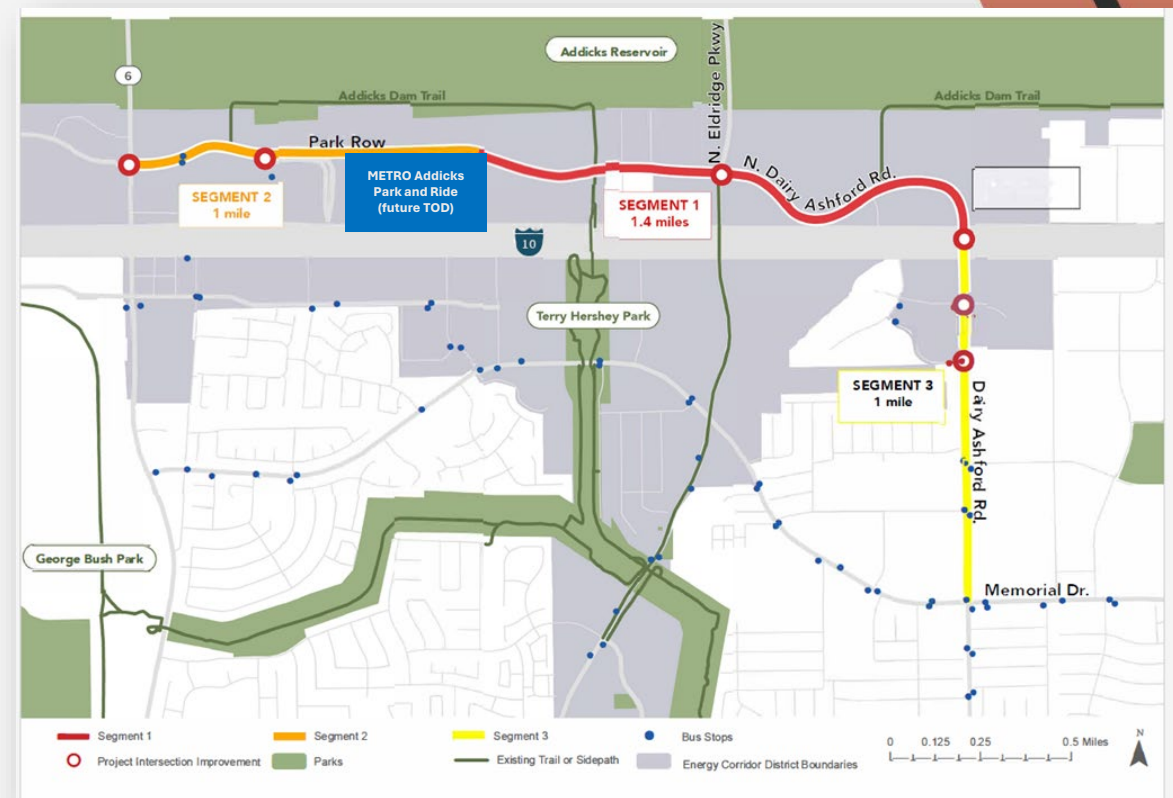 Addicks Reservoir
6
N. Eldridge Pkwy
Addicks Dam Trail
Addicks Dam Trail
Park Row
METRO Addicks
Park and Ride
(future TOD)
N. Dairy Ashford Rd.
SEGMENT 2
1 mile
SEGMENT 1
1.4 miles
10
Terry Hershey Park
SEGMENT 3
1 mile
Dairy Ashford Rd.
George Bush Park
Memorial Dr.
Segment 1
Segment 2
Segment 3
Bus Stops
0 0.125 0.25 0.5 Miles
N
Project Intersection Improvement
Parks
Existing Trail or Sidepath
Energy Corridor District Boundaries